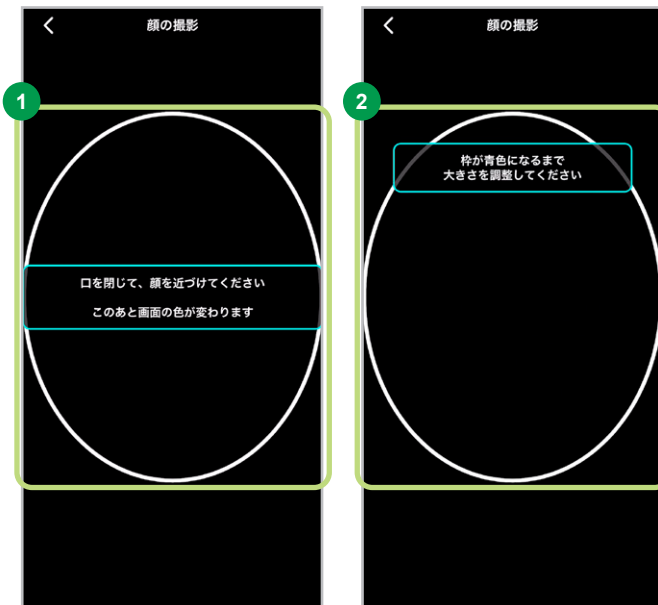 顔の撮影
1
口を閉じて、顔を近づけてください
このあと画面の色が変わります
顔の撮影
2
枠が青色になるまで
大きさを調整してください